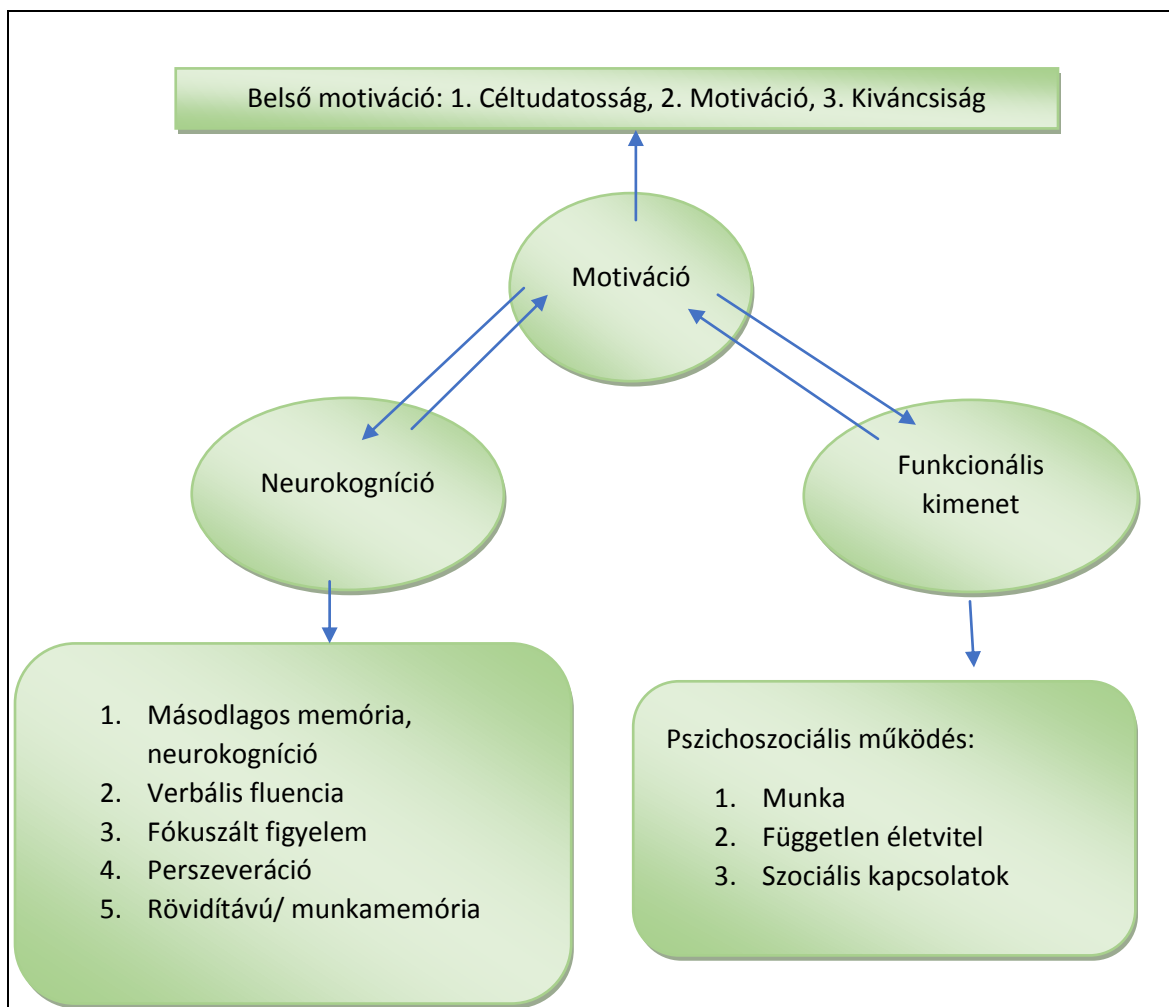 Belső motiváció: 1. Céltudatosság, 2. Motiváció, 3. Kiváncsiság
Motiváció
Neurokogníció
Funkcionális
kimenet
1. Másodlagos memória,
neurokogníció
2. Verbális fluencia
3. Fókuszált figyelem
4. Perszeveráció
5. Rövidítávú/ munkamemória
Pszichoszociális működés:
1. Munka
2. Független életvitel
3. Szociális kapcsolatok